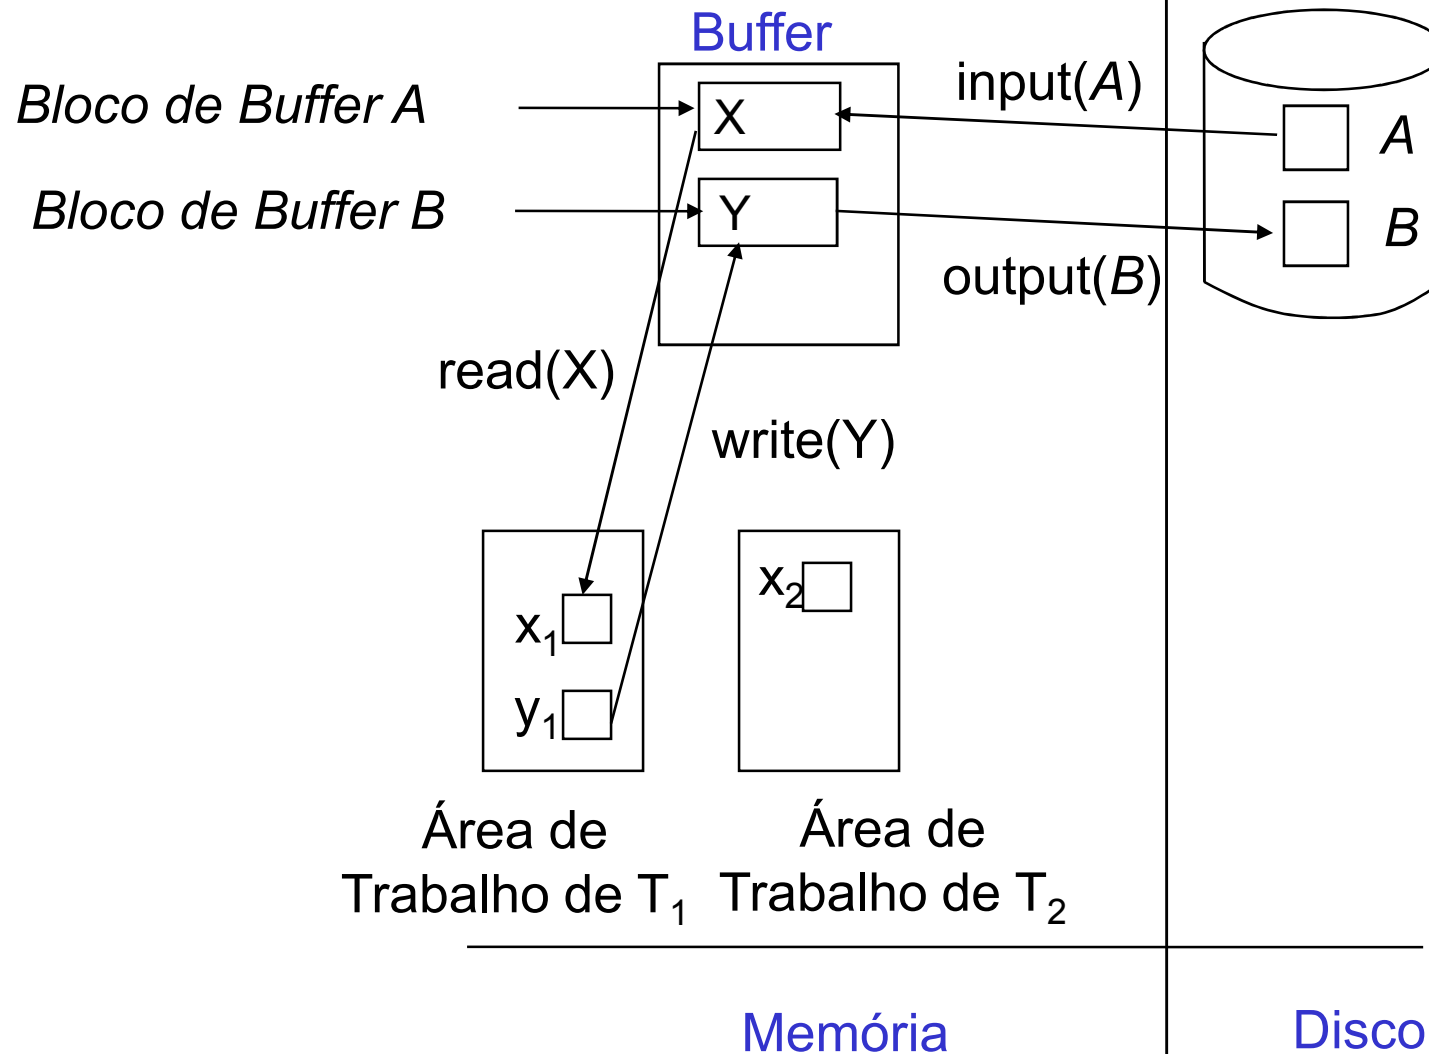 Buffer
Bloco de Buffer A
X
input(A)
A
Bloco de Buffer B
Y
B
output(B)
read(X)
write(Y)
x2
x1
y1
Área de
Trabalho de T1
Área de
Trabalho de T2
Memória
Disco